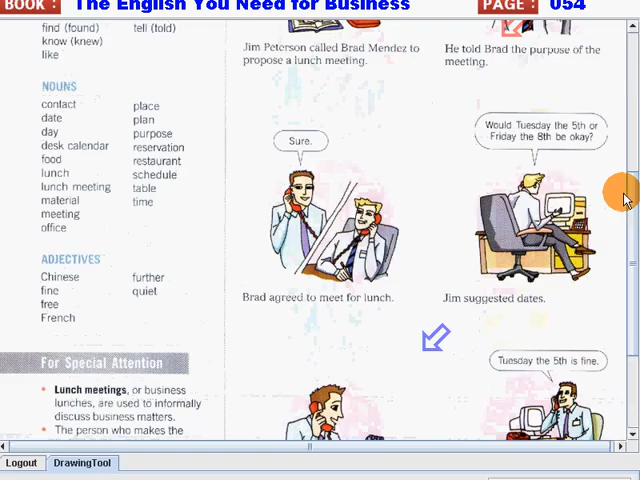 BOOK : The English You Need for Business PAGE : 054
find (found) tell (told)
know (knew)
like
NOUNS
contact place
date plan
day purpose
desk calendar reservation
food restaurant
lunch schedule
lunch meeting table
material time
meeting
office
ADJECTIVES
Chinese further
fine quiet
free
French
For Special Attention
• Lunch meetings, or business
lunches, are used to informally
discuss business matters.
• The person who makes the
Jim Peterson called Brad Mendez to
propose a lunch meeting.
He told Brad the purpose of the
meeting.
Sure.
Would Tuesday the 5th or
Friday the 8th be okay?
Brad agreed to meet for lunch.
Jim suggested dates.
Tuesday the 5th is fine.
Logout DrawingTool